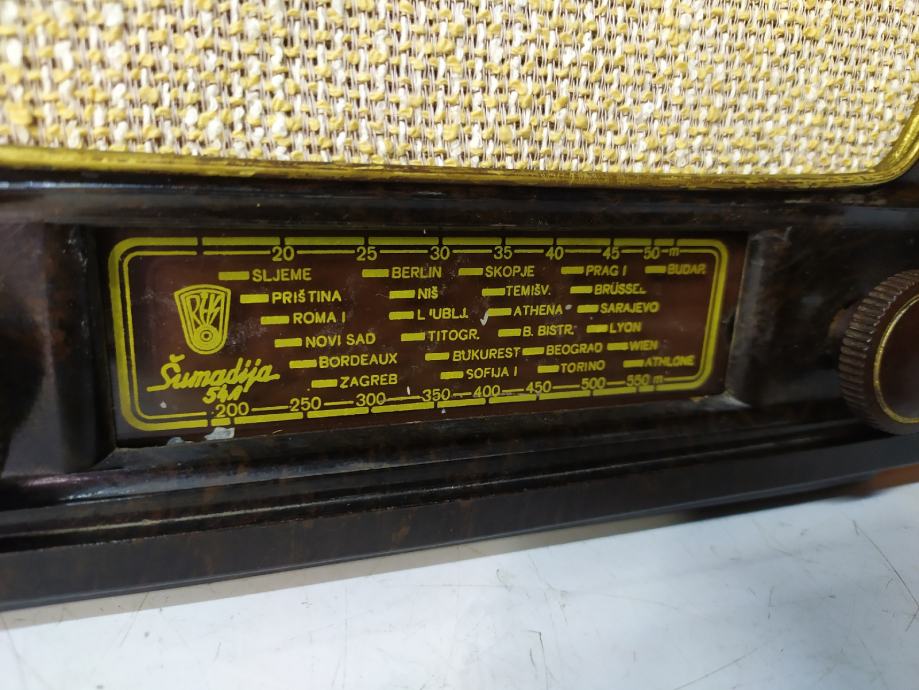 20 25 30 35 40 45 50 m
SLJEME BERLIN SKOPJE PRAG I BUDAP.
PRIŠTINA NIŠ TEMIŠV. BRÜSSEL
ROMA I LJUBLJ. ATHENA SARAJEVO
NOVI SAD TITOGR. B. BISTR. LYON
BORDEAUX BUKUREST BEOGRAD WIEN
ZAGREB SOFIJA I TORINO ATHLONE
200 250 300 350 400 450 500 550 m
Šumadija
54A